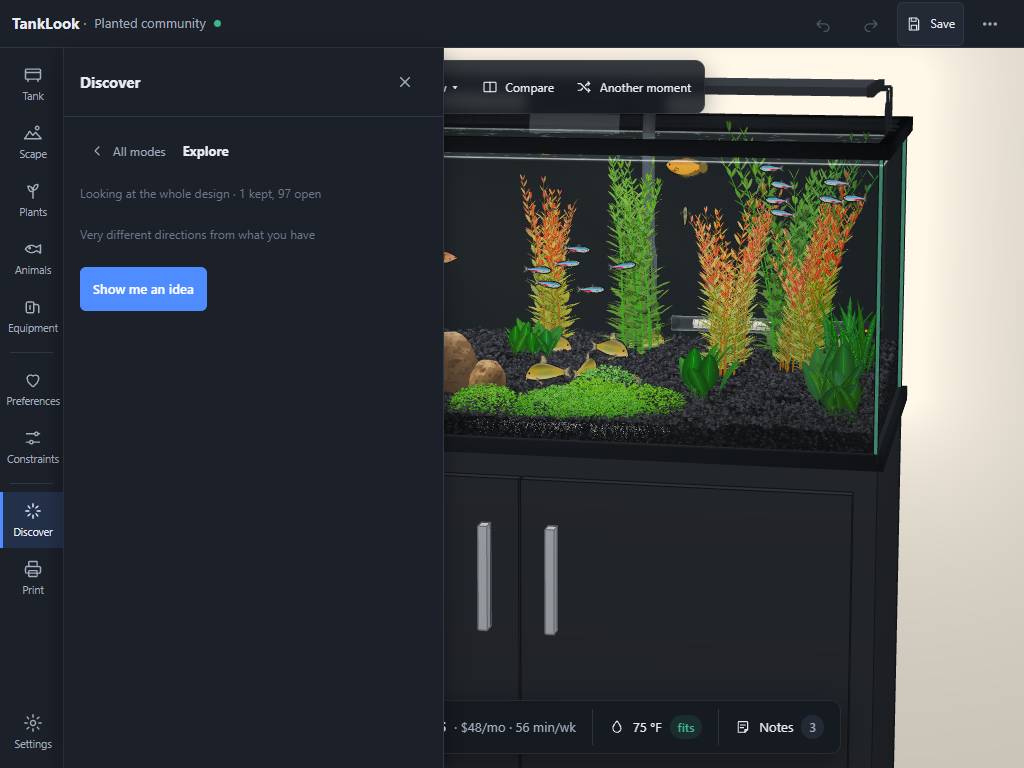 TankLook · Planted community
Save
Tank
Scape
Plants
Animals
Equipment
Preferences
Constraints
Discover
Print
Settings
Discover
All modes Explore
Looking at the whole design · 1 kept, 97 open
Very different directions from what you have
Show me an idea
Compare
Another moment
· $48/mo · 56 min/wk
75 °F fits
Notes 3